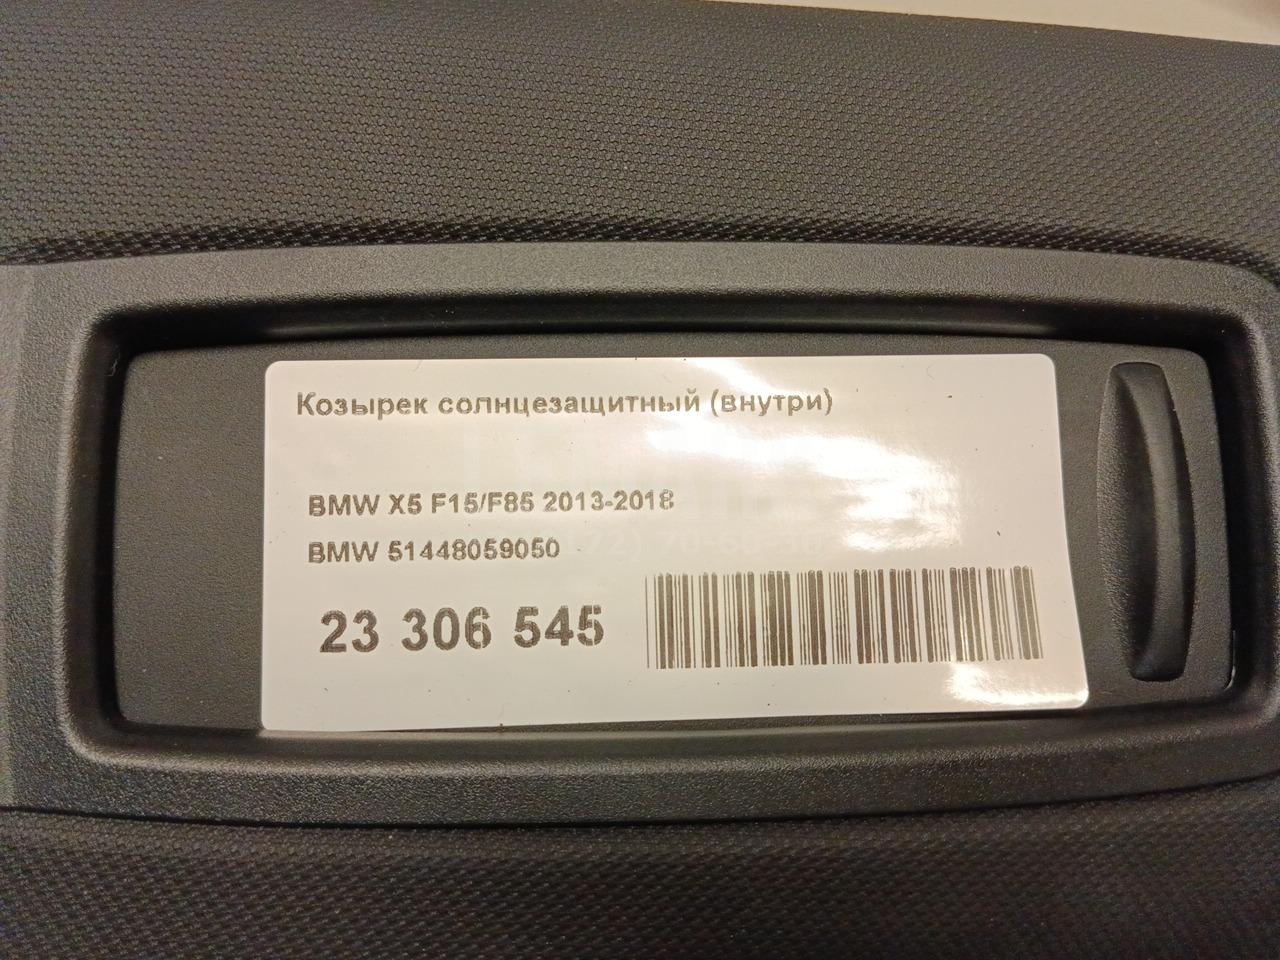 Козырек солнцезащитный (внутри)
BMW X5 F15/F85 2013-2018
BMW 51448059050
23 306 545